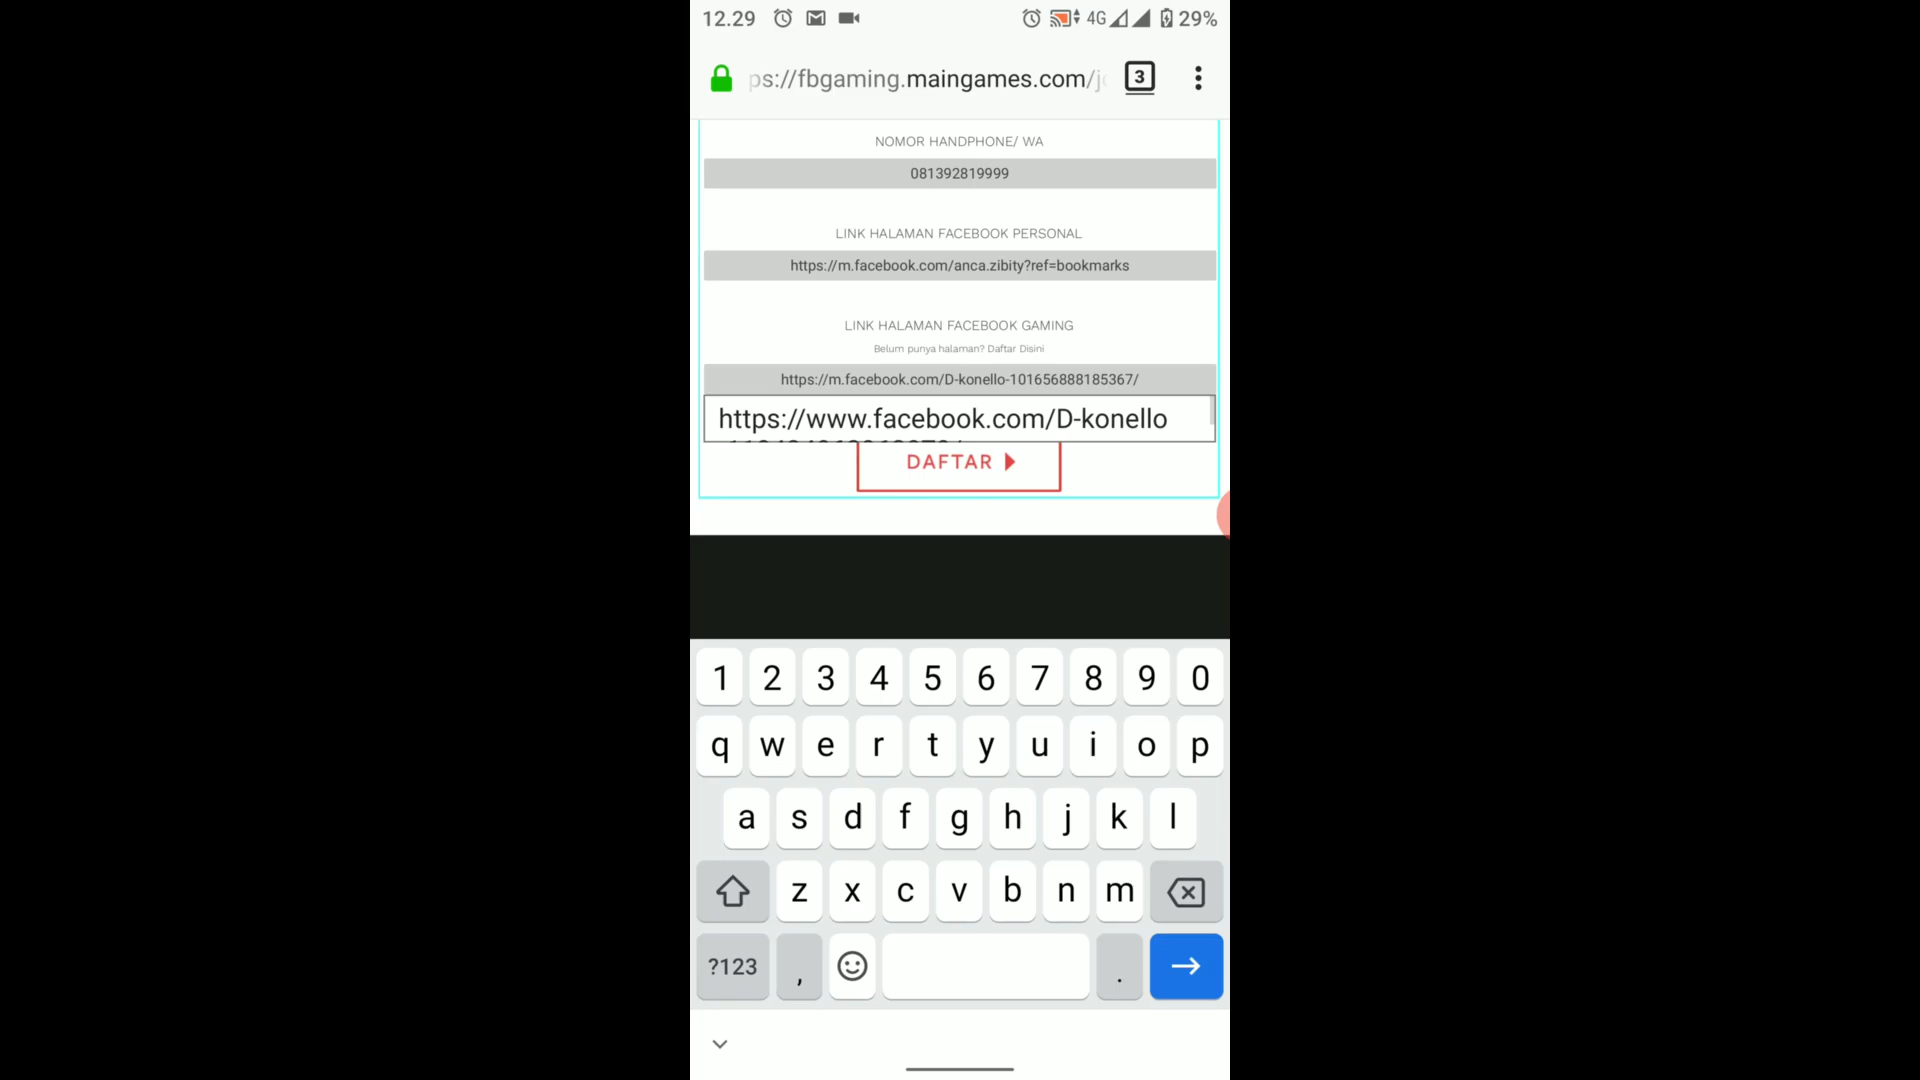 12.29 4G 29%
ps://fbgaming.maingames.com/j 3
NOMOR HANDPHONE/ WA
081392819999
LINK HALAMAN FACEBOOK PERSONAL
https://m.facebook.com/anca.zibity?ref=bookmarks
LINK HALAMAN FACEBOOK GAMING
Belum punya halaman? Daftar Disini
https://m.facebook.com/D-konello-101656888185367/
https://www.facebook.com/D-konello
DAFTAR
1 2 3 4 5 6 7 8 9 0
q w e r t y u i o p
a s d f g h j k l
z x c v b n m
?123 , .